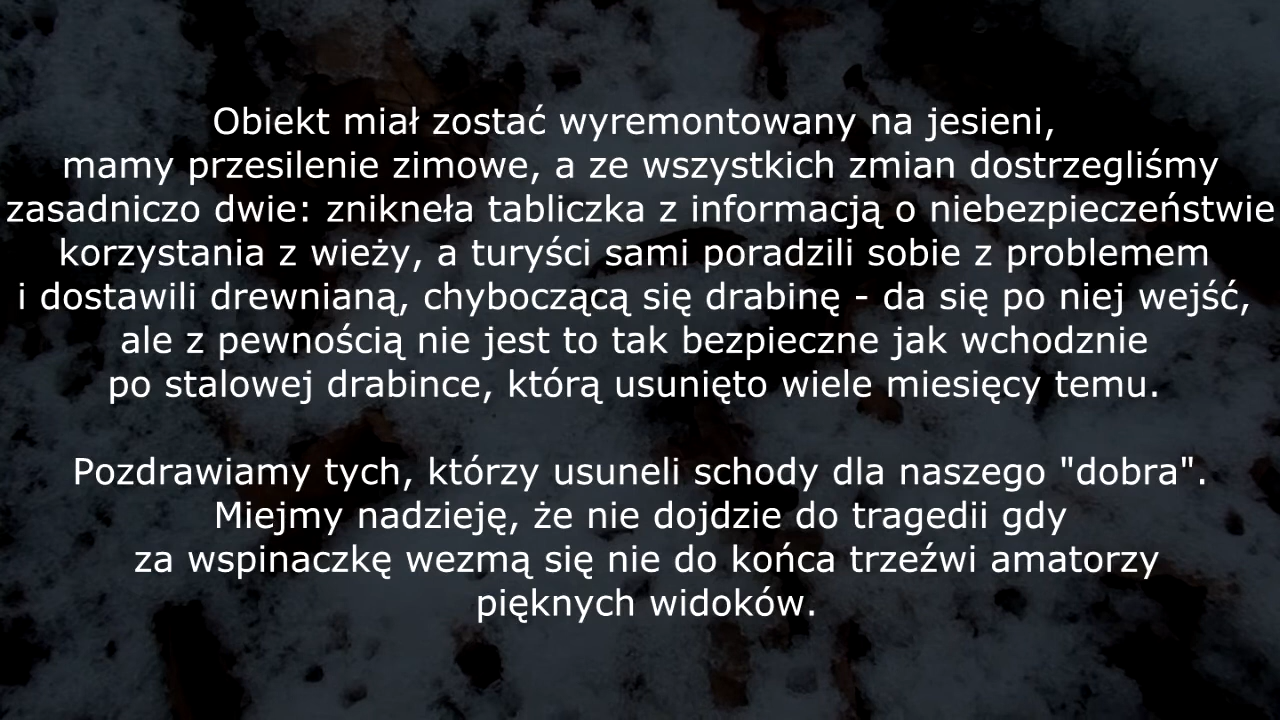 Obiekt miał zostać wyremontowany na jesieni,
mamy przesilenie zimowe, a ze wszystkich zmian dostrzegliśmy
zasadniczo dwie: znikneła tabliczka z informacją o niebezpieczeństwie
korzystania z wieży, a turyści sami poradzili sobie z problemem
i dostawili drewnianą, chyboczącą się drabinę - da się po niej wejść,
ale z pewnością nie jest to tak bezpieczne jak wchodznie
po stalowej drabince, którą usunięto wiele miesięcy temu.
Pozdrawiamy tych, którzy usuneli schody dla naszego "dobra".
Miejmy nadzieję, że nie dojdzie do tragedii gdy
za wspinaczkę wezmą się nie do końca trzeźwi amatorzy
pięknych widoków.